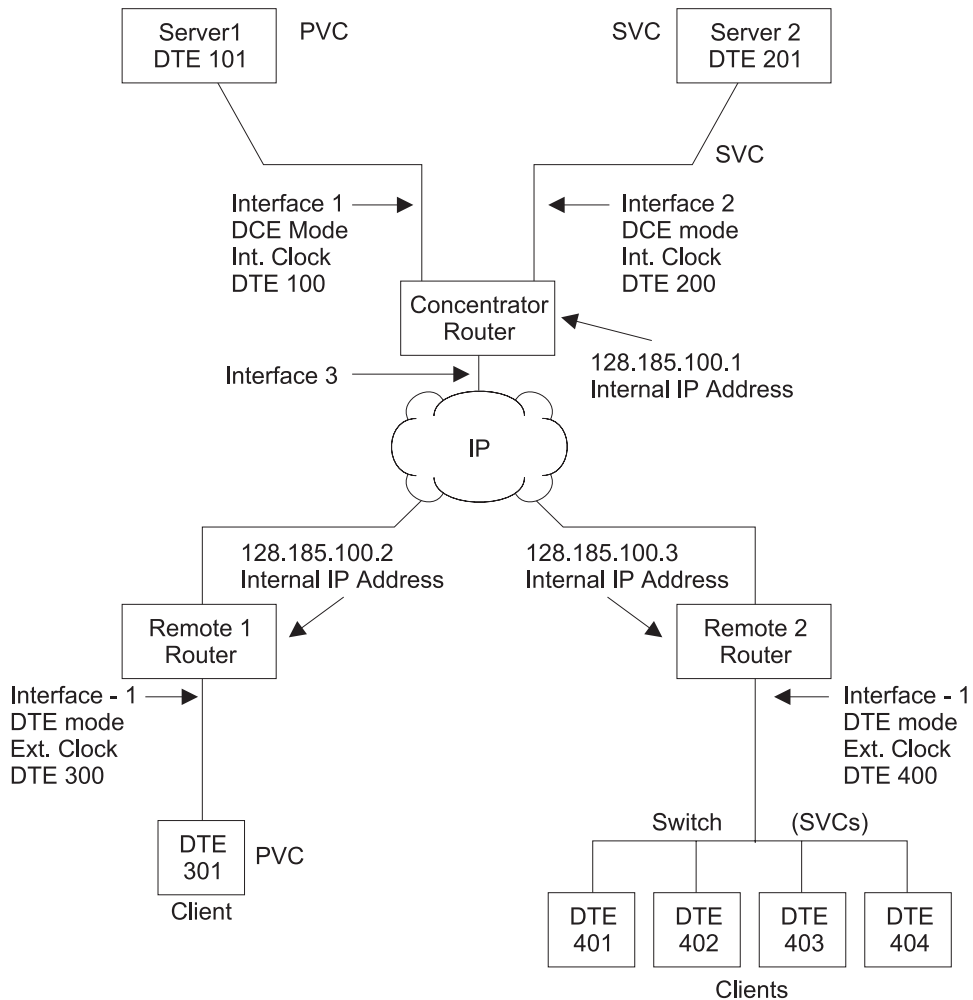 Server1
DTE 101
PVC
SVC
Server 2
DTE 201
SVC
Interface 1
DCE Mode
Int. Clock
DTE 100
Interface 2
DCE mode
Int. Clock
DTE 200
Concentrator
Router
Interface 3
128.185.100.1
Internal IP Address
IP
128.185.100.2
Internal IP Address
128.185.100.3
Internal IP Address
Remote 1
Router
Remote 2
Router
Interface - 1
DTE mode
Ext. Clock
DTE 300
Interface - 1
DTE mode
Ext. Clock
DTE 400
DTE
301
PVC
Client
Switch
(SVCs)
DTE
401
DTE
402
DTE
403
DTE
404
Clients